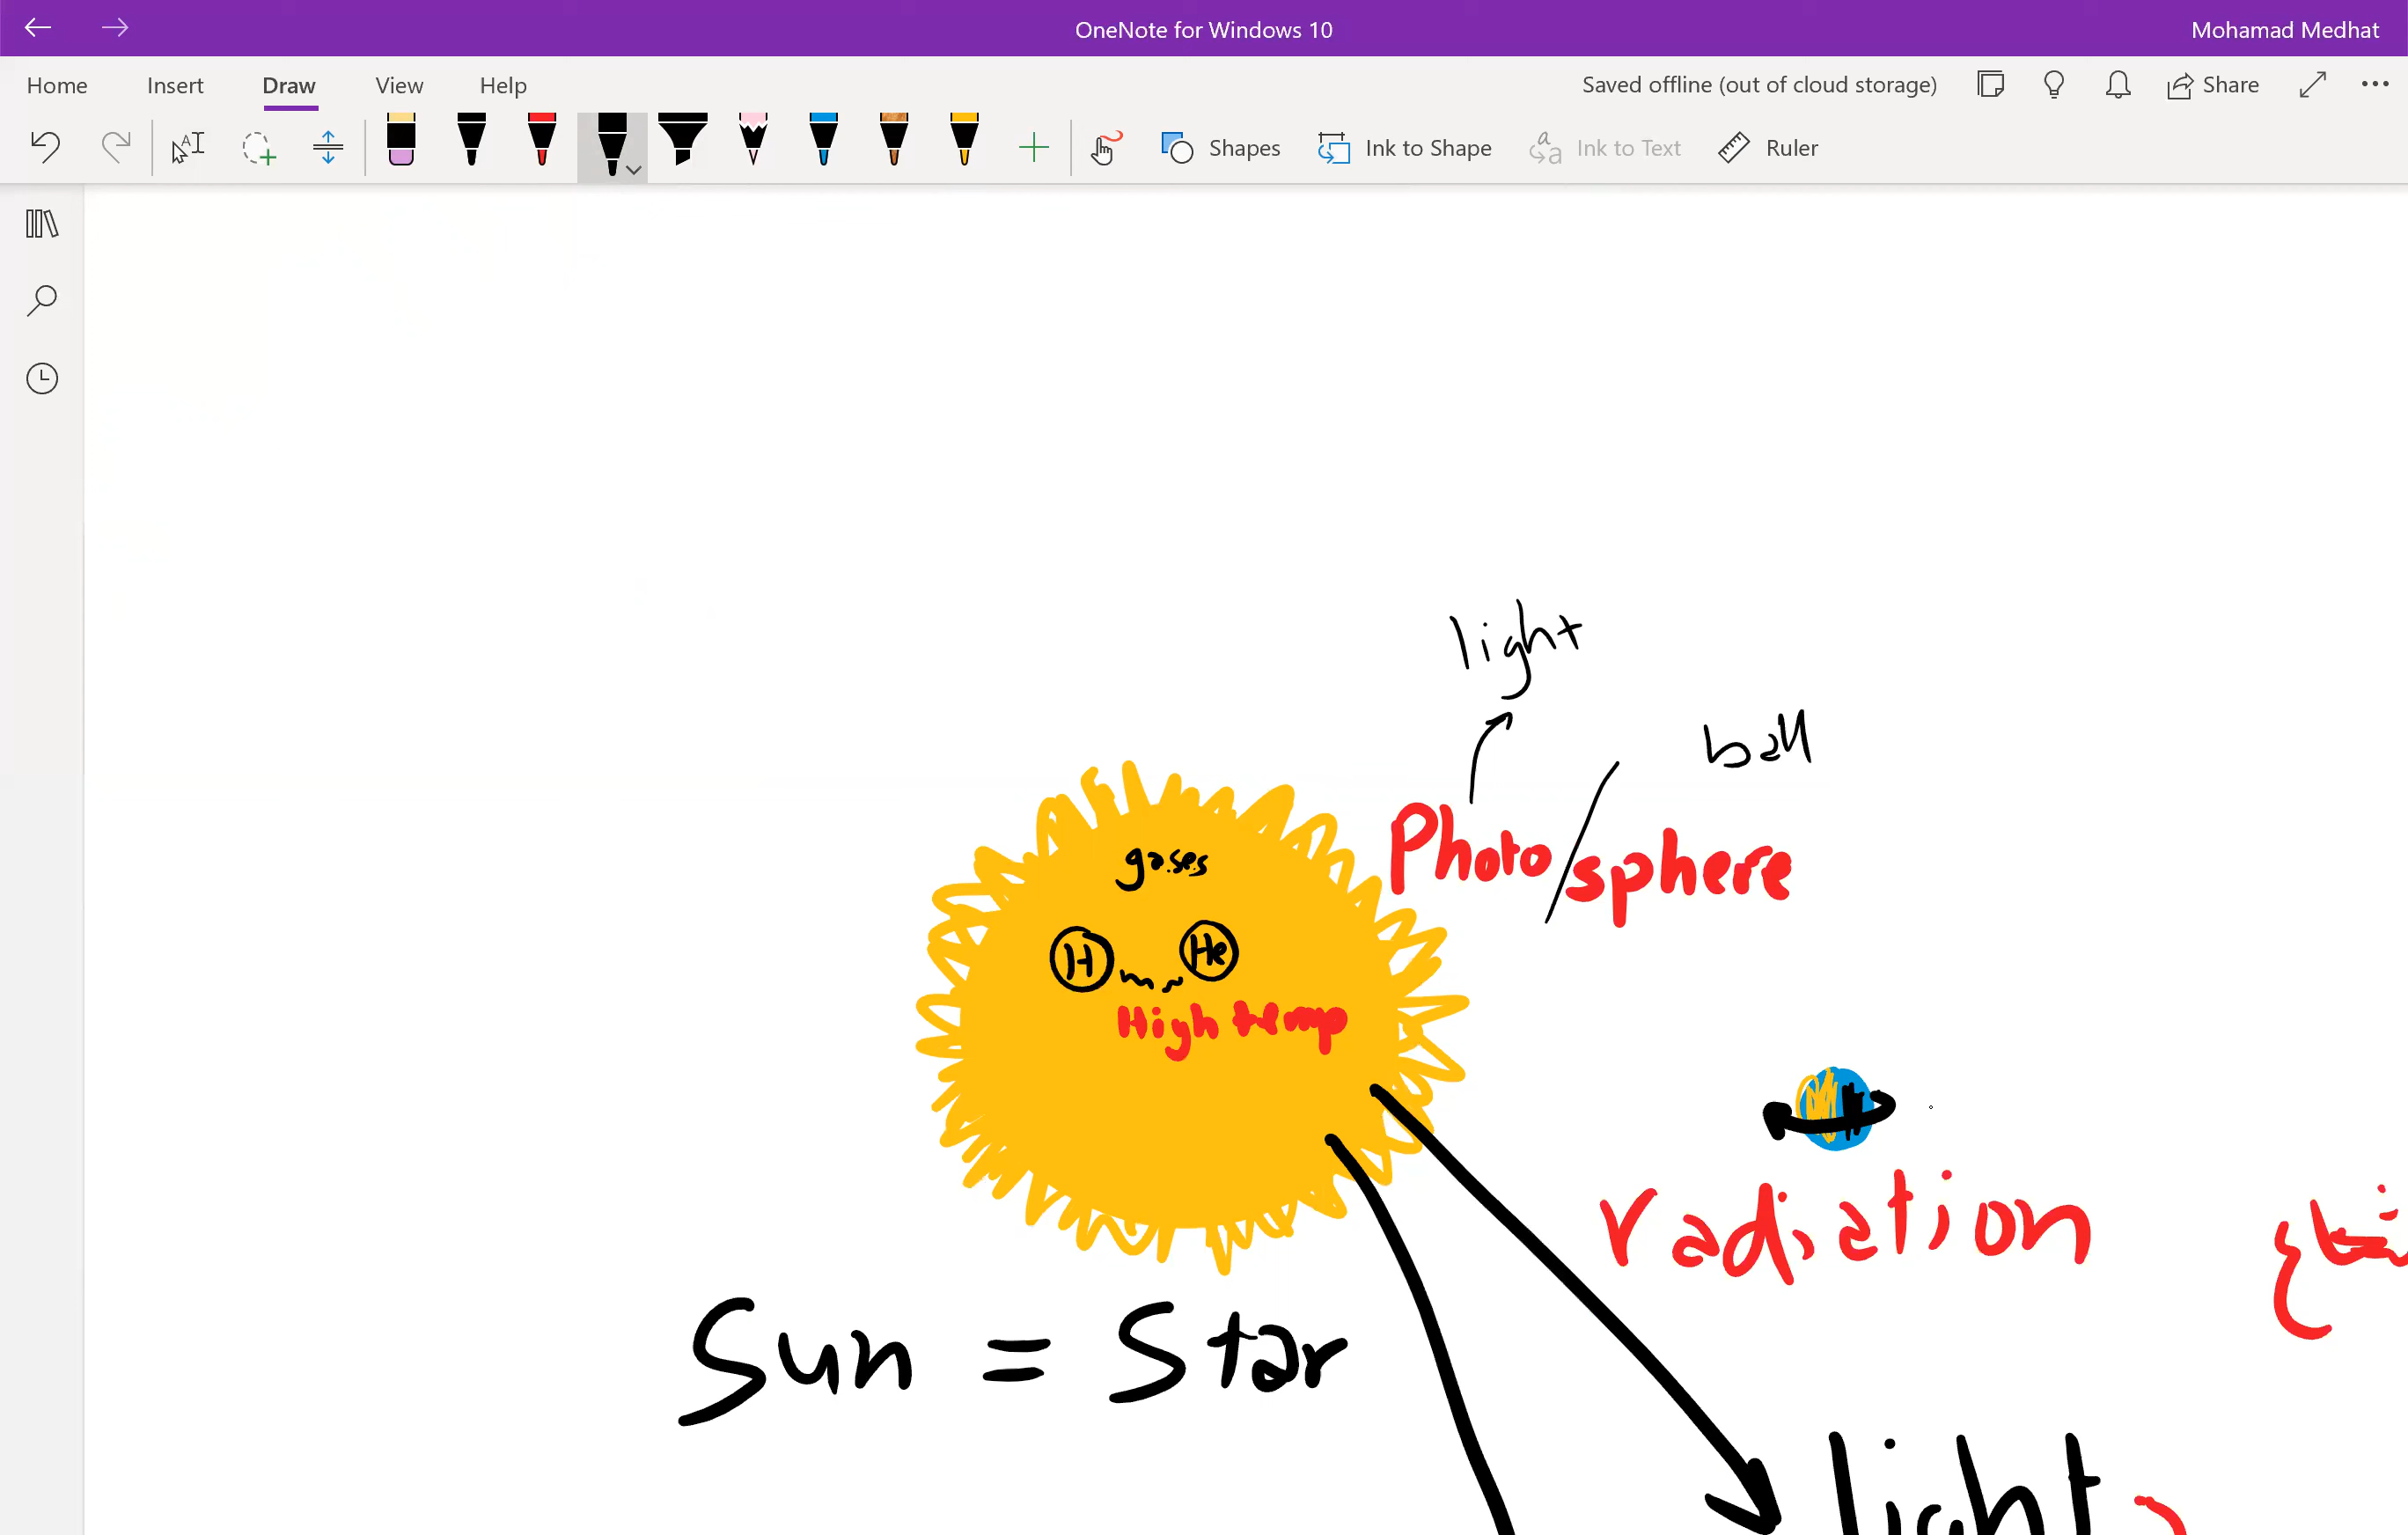 OneNote for Windows 10
Mohamad Medhat
Home Insert Draw View Help
Saved offline (out of cloud storage)
Share
Shapes Ink to Shape Ink to Text Ruler
light
ball
Photo/sphere
gases
H He
High temp
radiation
Sun = Star
light